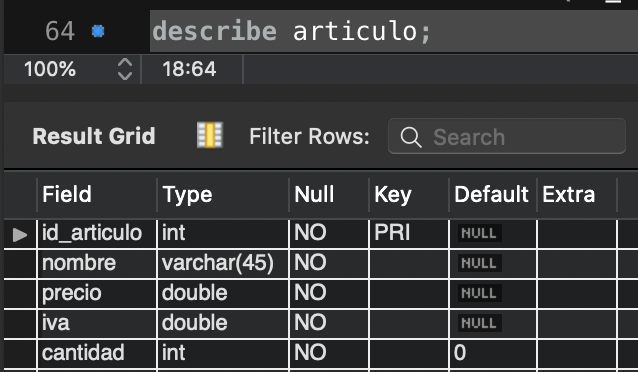 64 describe articulo;
100% 18:64
Result Grid Filter Rows: Search
Field Type Null Key Default Extra
id_articulo int NO PRI NULL
nombre varchar(45) NO NULL
precio double NO NULL
iva double NO NULL
cantidad int NO 0